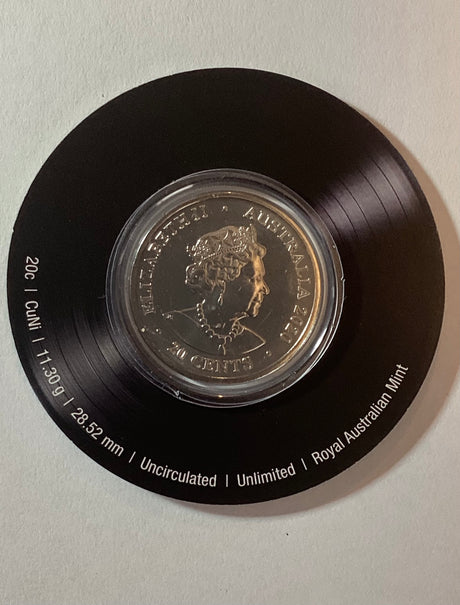 ELIZABETH II • AUSTRALIA 2020
20 CENTS
20c | CuNi | 11.30 g | 28.52 mm | Uncirculated | Unlimited | Royal Australian Mint